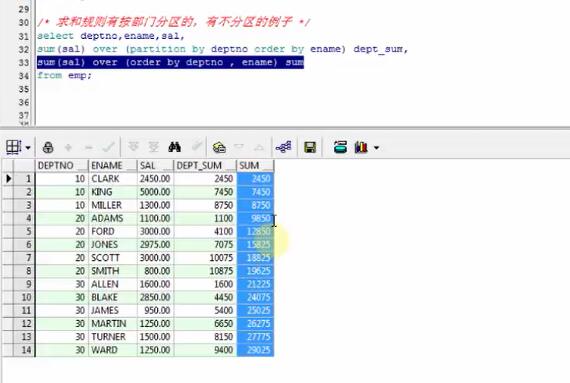 29
30
31
32
33
34
35
36
37
/* 求和规则有按部门分区的，有不分区的例子 */
select deptno,ename,sal,
sum(sal) over (partition by deptno order by ename) dept_sum,
sum(sal) over (order by deptno , ename) sum
from emp;
DEPTNO ENAME SAL DEPT_SUM SUM
1 10 CLARK 2450.00 2450 2450
2 10 KING 5000.00 7450 7450
3 10 MILLER 1300.00 8750 8750
4 20 ADAMS 1100.00 1100 9850
5 20 FORD 3000.00 4100 12850
6 20 JONES 2975.00 7075 15825
7 20 SCOTT 3000.00 10075 18825
8 20 SMITH 800.00 10875 19625
9 30 ALLEN 1600.00 1600 21225
10 30 BLAKE 2850.00 4450 24075
11 30 JAMES 950.00 5400 25025
12 30 MARTIN 1250.00 6650 26275
13 30 TURNER 1500.00 8150 27775
14 30 WARD 1250.00 9400 29025